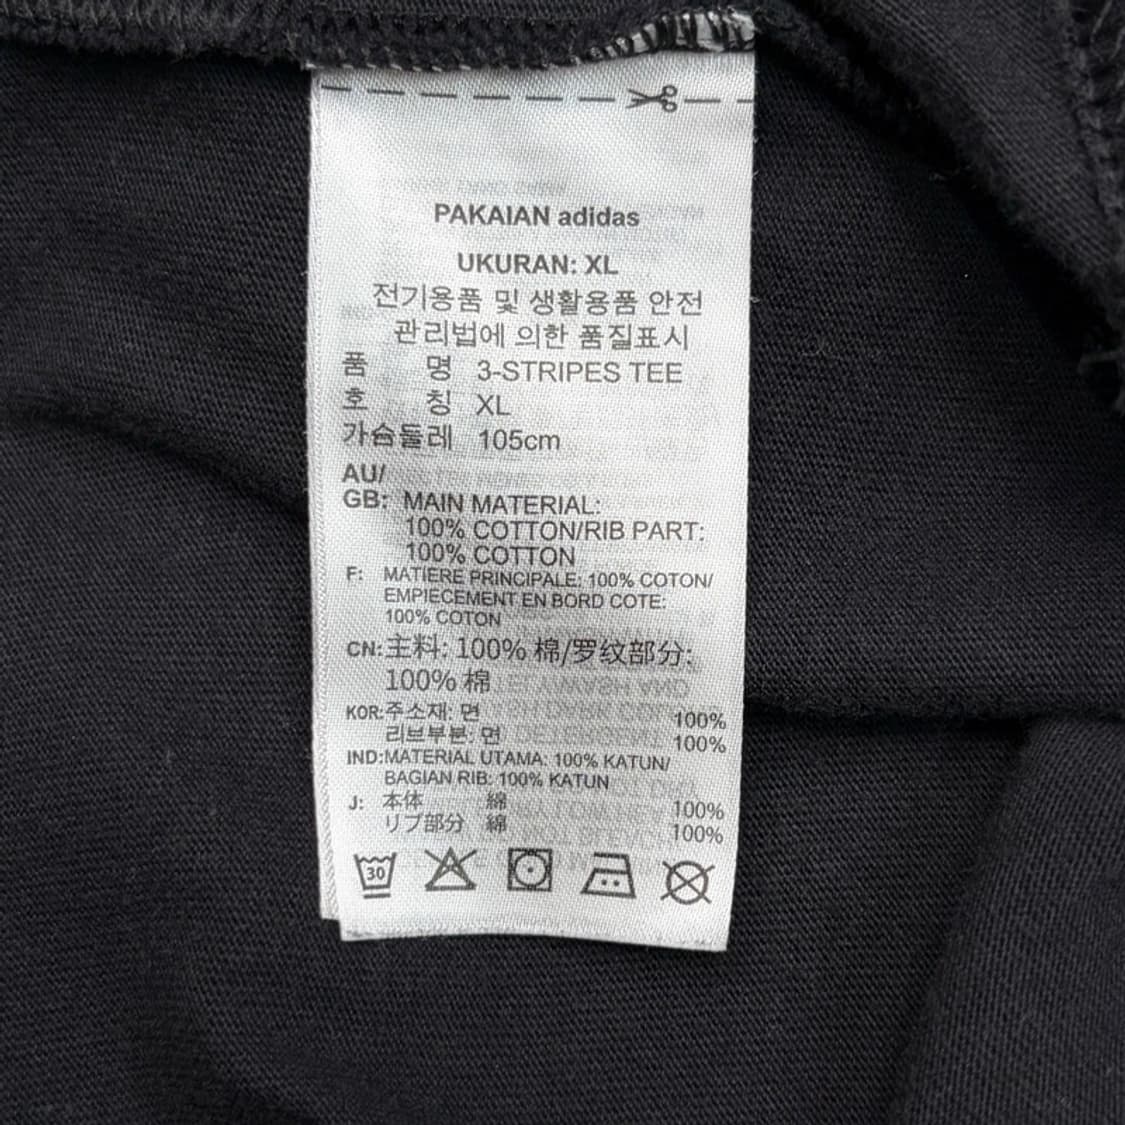 PAKAIAN adidas
UKURAN: XL
전기용품 및 생활용품 안전
관리법에 의한 품질표시
품 명 3-STRIPES TEE
호 칭 XL
가슴둘레 105cm
AU/
GB: MAIN MATERIAL:
100% COTTON/RIB PART:
100% COTTON
F: MATIERE PRINCIPALE: 100% COTON/
EMPIECEMENT EN BORD COTE:
100% COTON
CN: 主料: 100% 棉/罗纹部分:
100% 棉
KOR: 주소재: 면 100%
리브부분: 면 100%
IND: MATERIAL UTAMA: 100% KATUN/
BAGIAN RIB: 100% KATUN
J: 本体 綿 100%
リブ部分 綿 100%
30